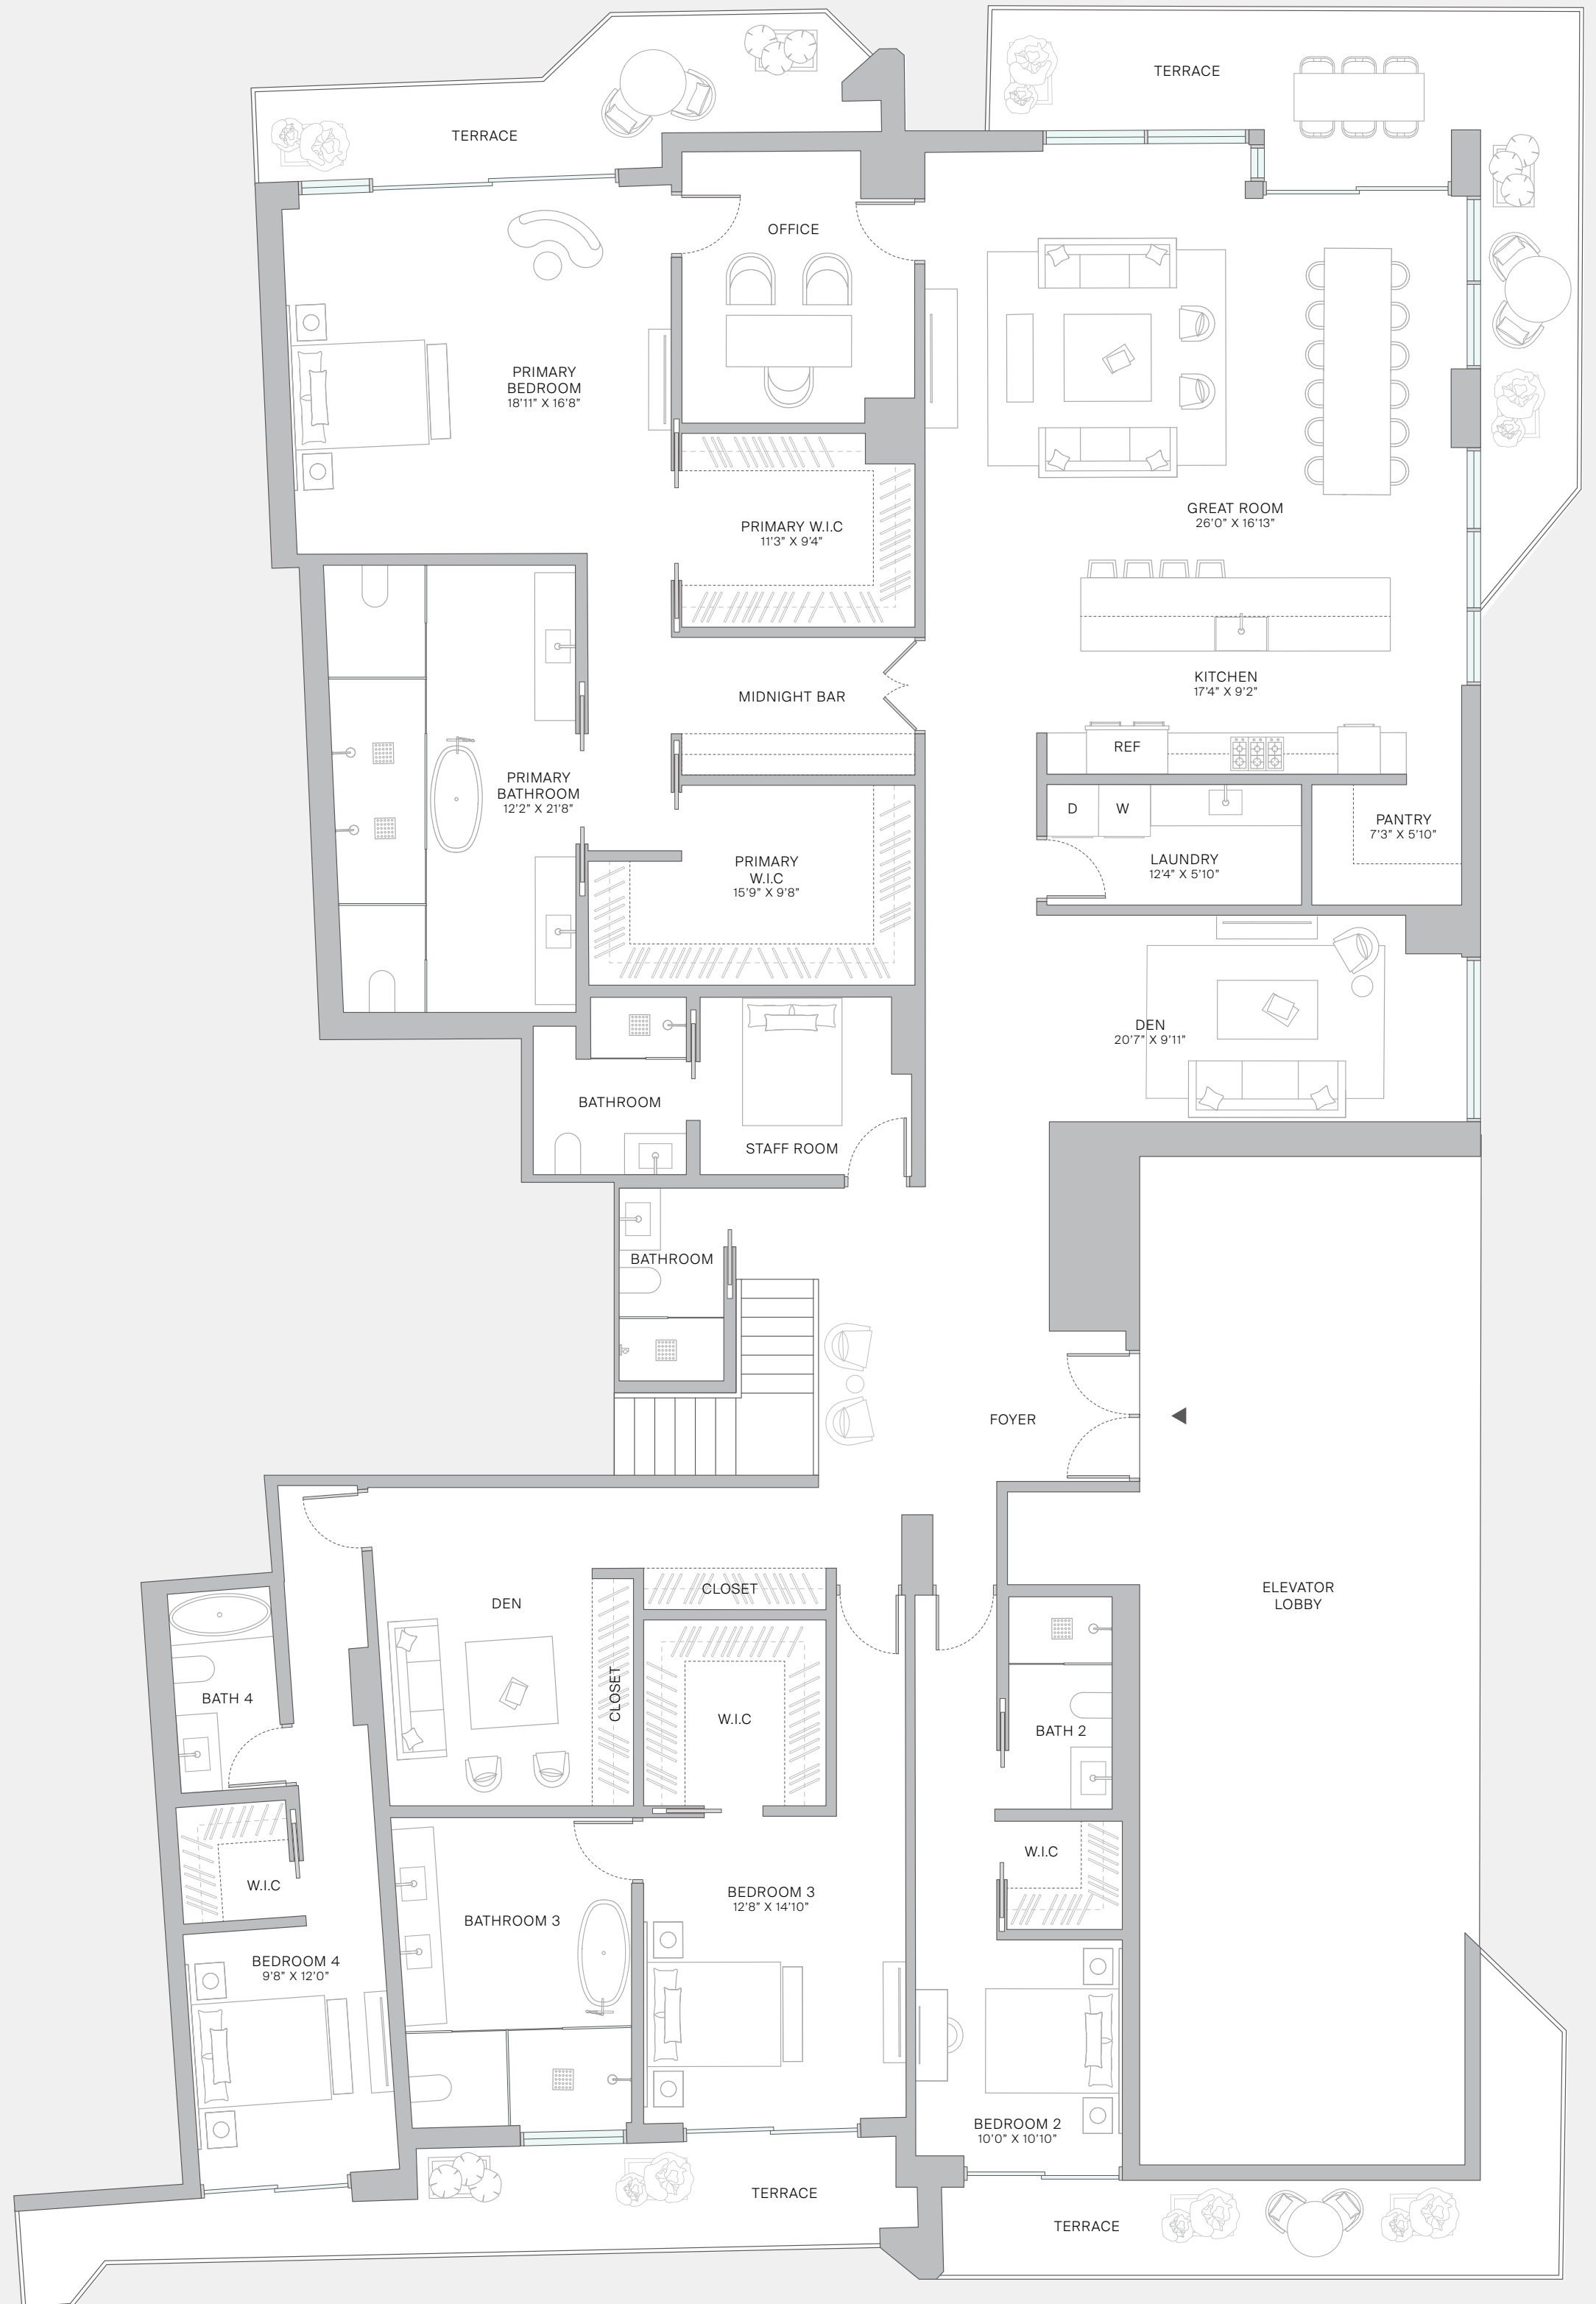 TERRACE
TERRACE
OFFICE
PRIMARY
BEDROOM
18'11" X 16'8"
GREAT ROOM
26'0" X 16'13"
PRIMARY W.I.C
11'3" X 9'4"
KITCHEN
17'4" X 9'2"
MIDNIGHT BAR
REF
PRIMARY
BATHROOM
12'2" X 21'8"
D
W
PANTRY
7'3" X 5'10"
LAUNDRY
12'4" X 5'10"
PRIMARY
W.I.C
15'9" X 9'8"
DEN
20'7" X 9'11"
BATHROOM
STAFF ROOM
BATHROOM
FOYER
ELEVATOR
LOBBY
CLOSET
DEN
CLOSET
BATH 4
W.I.C
BATH 2
W.I.C
W.I.C
BEDROOM 3
12'8" X 14'10"
BATHROOM 3
BEDROOM 4
9'8" X 12'0"
BEDROOM 2
10'0" X 10'10"
TERRACE
TERRACE